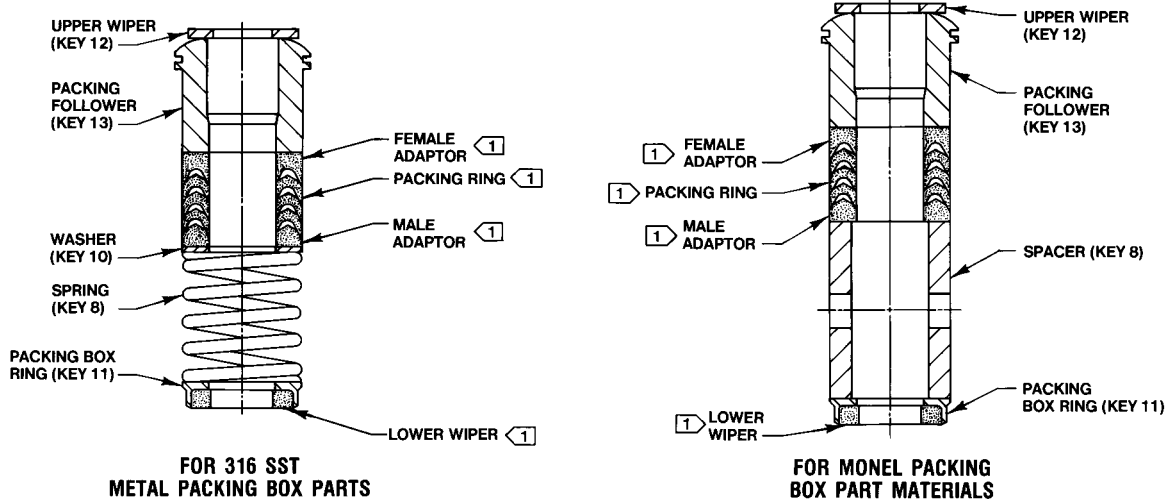 UPPER WIPER
(KEY 12)
PACKING
FOLLOWER
(KEY 13)
FEMALE
ADAPTOR 1
PACKING RING 1
MALE
ADAPTOR 1
WASHER
(KEY 10)
SPRING
(KEY 8)
PACKING BOX
RING (KEY 11)
LOWER WIPER 1
FOR 316 SST
METAL PACKING BOX PARTS
UPPER WIPER
(KEY 12)
PACKING
FOLLOWER
(KEY 13)
1 FEMALE
ADAPTOR
1 PACKING RING
1 MALE
ADAPTOR
SPACER (KEY 8)
PACKING
BOX RING (KEY 11)
1 LOWER
WIPER
FOR MONEL PACKING
BOX PART MATERIALS